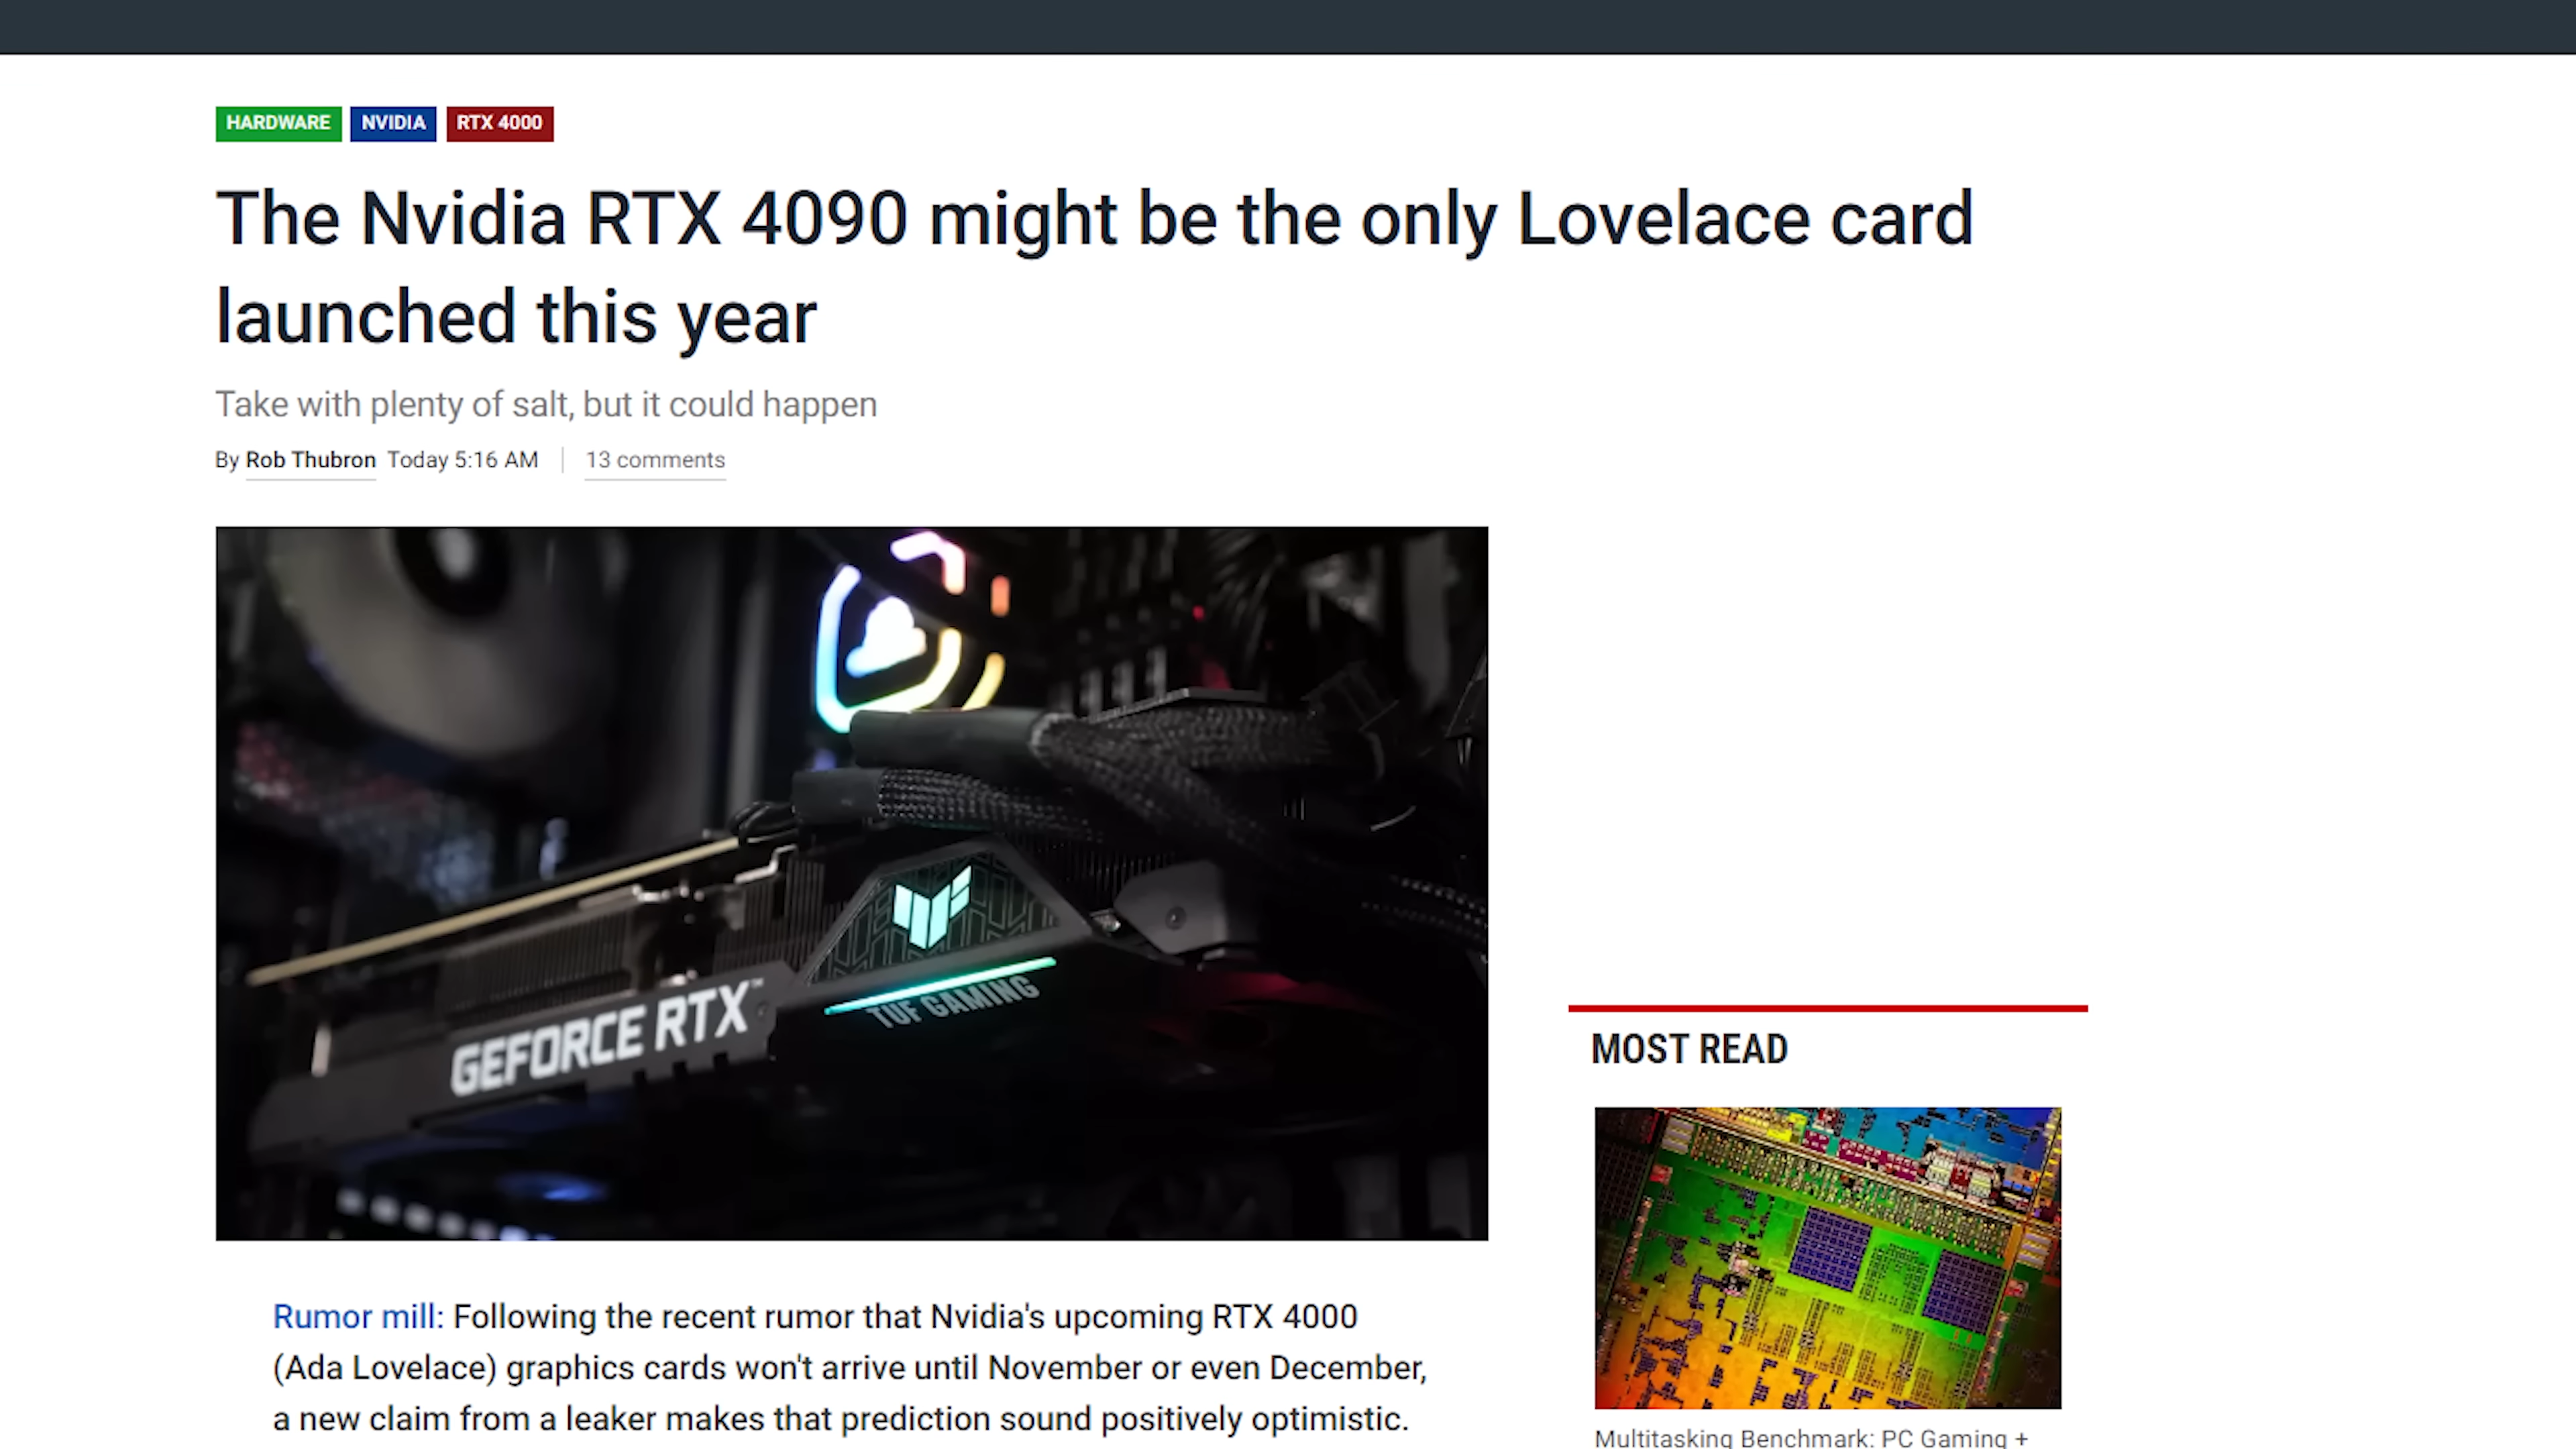 HARDWARE NVIDIA RTX 4000
The Nvidia RTX 4090 might be the only Lovelace card
launched this year
Take with plenty of salt, but it could happen
By Rob Thubron Today 5:16 AM 13 comments
GEFORCE RTX™
TUF GAMING
Rumor mill: Following the recent rumor that Nvidia's upcoming RTX 4000
(Ada Lovelace) graphics cards won't arrive until November or even December,
a new claim from a leaker makes that prediction sound positively optimistic.
MOST READ
Multitasking Benchmark: PC Gaming +